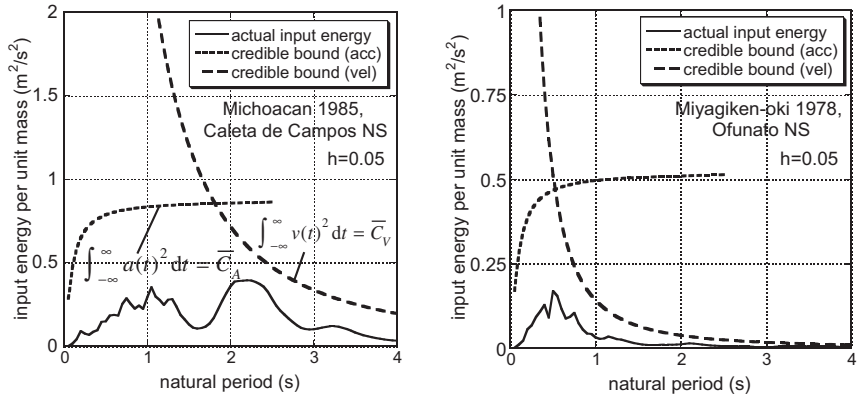 input energy per unit mass (m²/s²)
2
1.5
1
0.5
0
actual input energy
credible bound (acc)
credible bound (vel)
Michoacan 1985,
Caleta de Campos NS
h=0.05
∫_{-∞}^{∞} a(t)² dt = C̅_A
∫_{-∞}^{∞} v(t)² dt = C̅_V
0 1 2 3 4
natural period (s)
input energy per unit mass (m²/s²)
1
0.75
0.5
0.25
0
actual input energy
credible bound (acc)
credible bound (vel)
Miyagiken-oki 1978,
Ofunato NS
h=0.05
0 1 2 3 4
natural period (s)